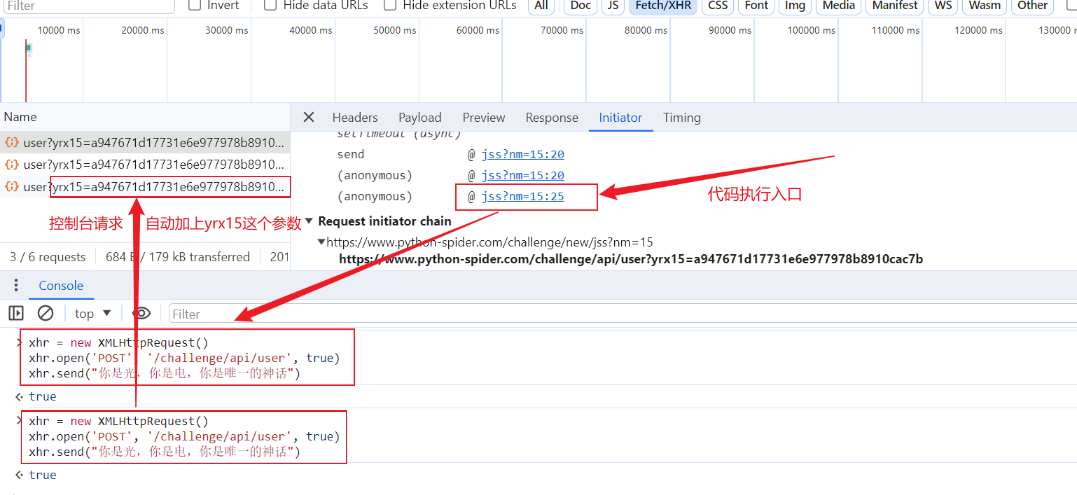 Filter
Invert
Hide data URLs
Hide extension URLs
All
Doc
JS
Fetch/XHR
CSS
Font
Img
Media
Manifest
WS
Wasm
Other
10000 ms
20000 ms
30000 ms
40000 ms
50000 ms
60000 ms
70000 ms
80000 ms
90000 ms
100000 ms
110000 ms
120000 ms
130000 ms
Name
Headers
Payload
Preview
Response
Initiator
Timing
user?yrx15=a947671d17731e6e977978b8910...
user?yrx15=a947671d17731e6e977978b8910...
user?yrx15=a947671d17731e6e977978b8910...
控制台请求 自动加上yrx15这个参数
3 / 6 requests
179 kB transferred
201
setTimeout (async)
send @ jss?nm=15:20
(anonymous) @ jss?nm=15:20
(anonymous) @ jss?nm=15:25
代码执行入口
Request initiator chain
https://www.python-spider.com/challenge/new/jss?nm=15
https://www.python-spider.com/challenge/api/user?yrx15=a947671d17731e6e977978b8910cac7b
Console
top
Filter
xhr = new XMLHttpRequest()
xhr.open('POST', '/challenge/api/user', true)
xhr.send("你是光，你是电，你是唯一的神话")
true
xhr = new XMLHttpRequest()
xhr.open('POST', '/challenge/api/user', true)
xhr.send("你是光，你是电，你是唯一的神话")
true